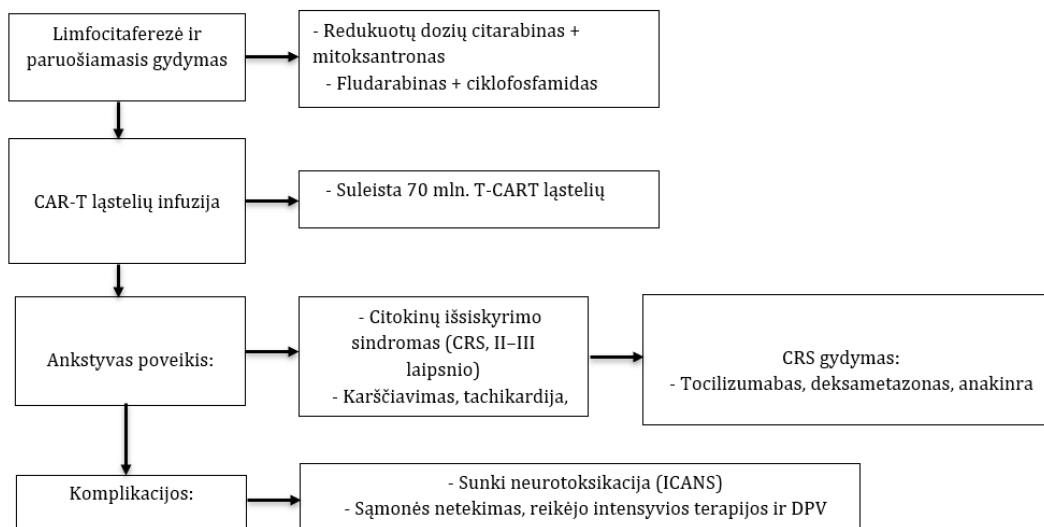 Limfocitaferezė ir
paruošiamasis gydymas
- Redukuotų dozių citarabinas +
mitoksantronas
- Fludarabinas + ciklofosfamidas
CAR-T ląstelių infuzija
- Suleista 70 mln. T-CART ląstelių
Ankstyvas poveikis:
- Citokinų išsiskyrimo
sindromas (CRS, II–III
laipsnio)
- Karščiavimas, tachikardija,
CRS gydymas:
- Tocilizumabas, deksametazonas, anakinra
Komplikacijos:
- Sunki neurotoksikacija (ICANS)
- Sąmonės netekimas, reikėjo intensyvios terapijos ir DPV